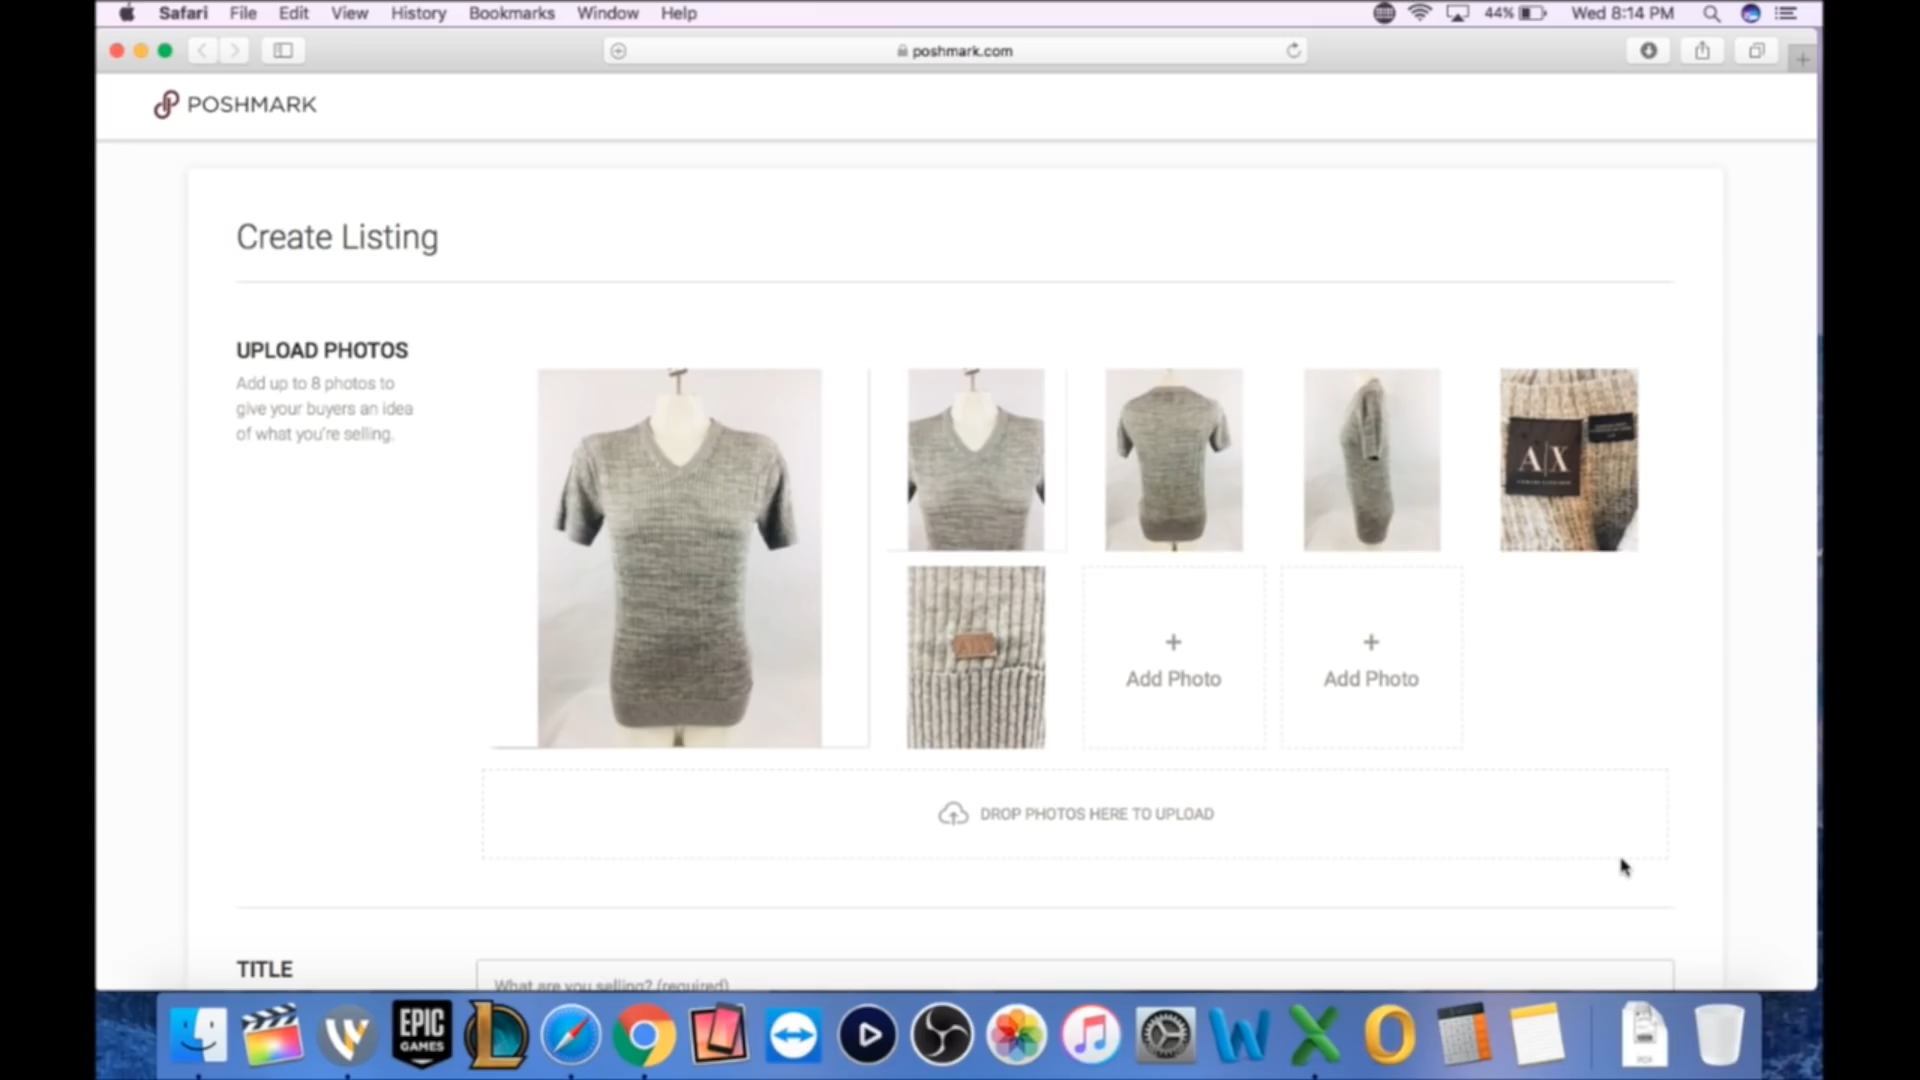 Safari File Edit View History Bookmarks Window Help 44% Wed 8:14 PM
poshmark.com
POSHMARK
Create Listing
UPLOAD PHOTOS
Add up to 8 photos to
give your buyers an idea
of what you're selling.
A|X
A|X
+
Add Photo
+
Add Photo
DROP PHOTOS HERE TO UPLOAD
TITLE
What are you selling? (required)
EPIC
GAMES